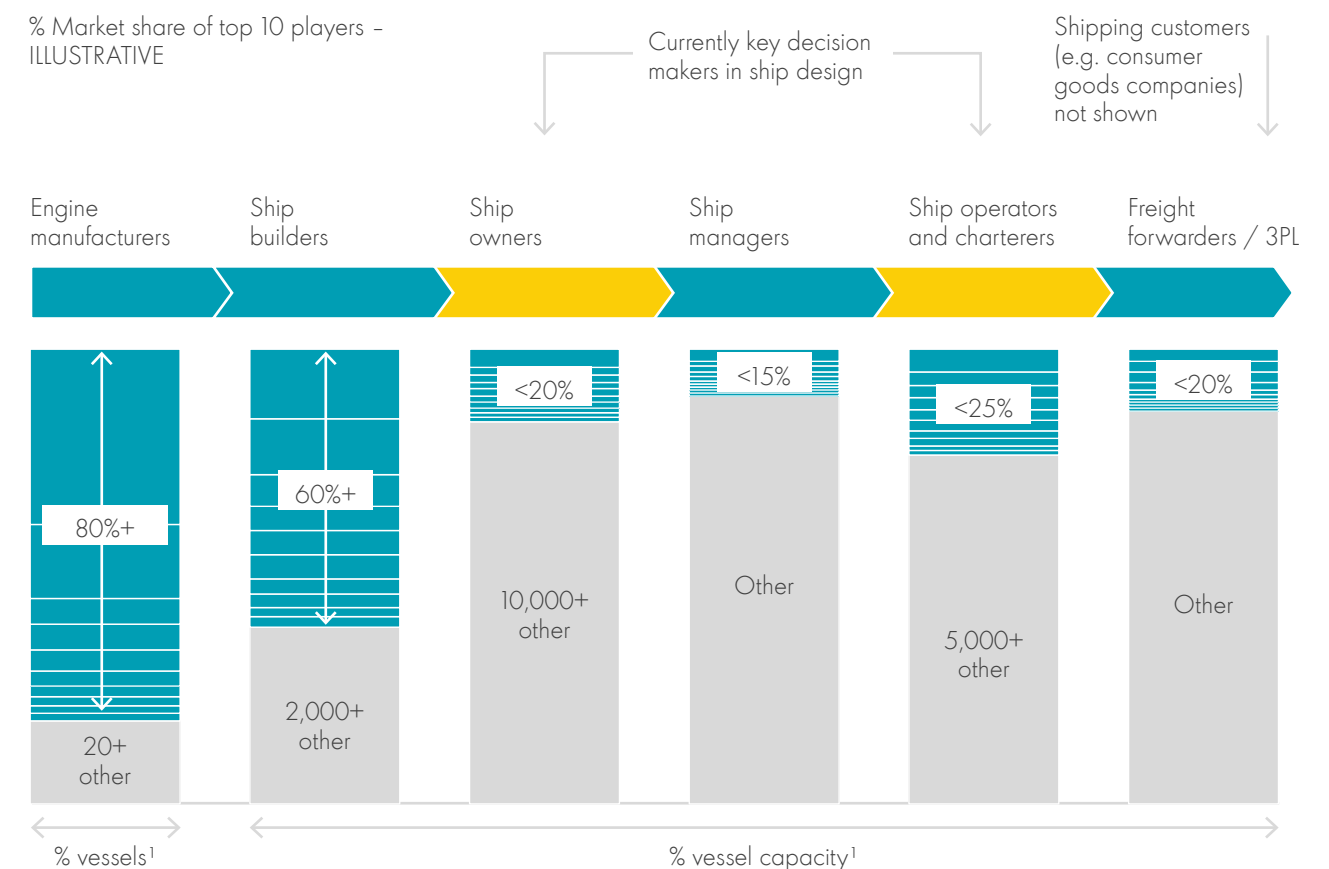 % Market share of top 10 players –
ILLUSTRATIVE
Currently key decision
makers in ship design
Shipping customers
(e.g. consumer
goods companies)
not shown
Engine
manufacturers
Ship
builders
Ship
owners
Ship
managers
Ship operators
and charterers
Freight
forwarders / 3PL
80%+
60%+
<20%
<15%
<25%
<20%
20+
other
2,000+
other
10,000+
other
Other
5,000+
other
Other
% vessels¹
% vessel capacity¹